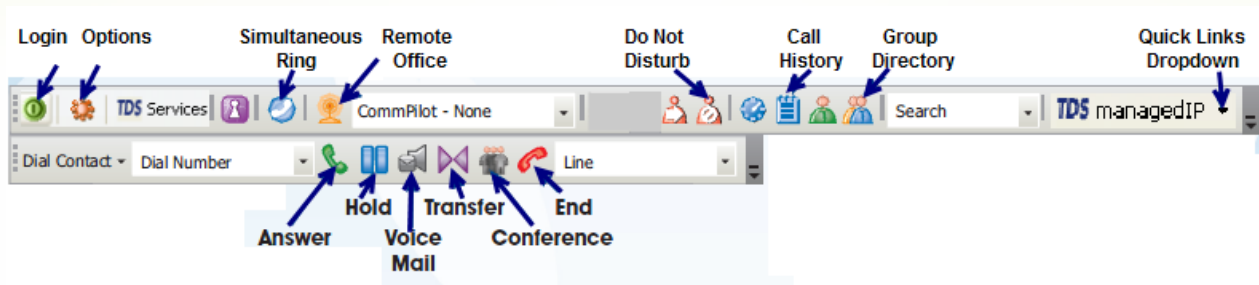 Login Options Simultaneous Remote Do Not Call Group Quick Links
Ring Office Disturb History Directory Dropdown
TDS Services CommPilot - None Search TDS managedIP
Dial Contact Dial Number Line
Hold Transfer End
Answer Voice Conference
Mail